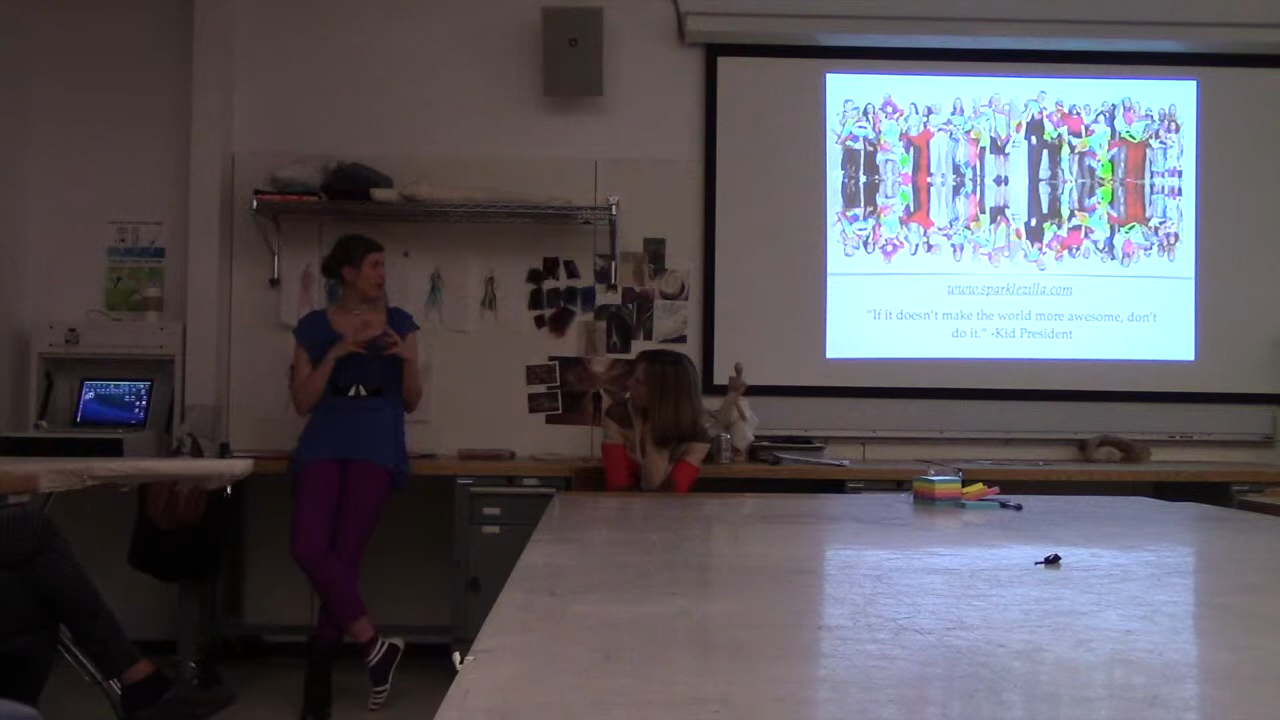 www.sparklezilla.com
“If it doesn’t make the world more awesome, don’t
do it.” -Kid President